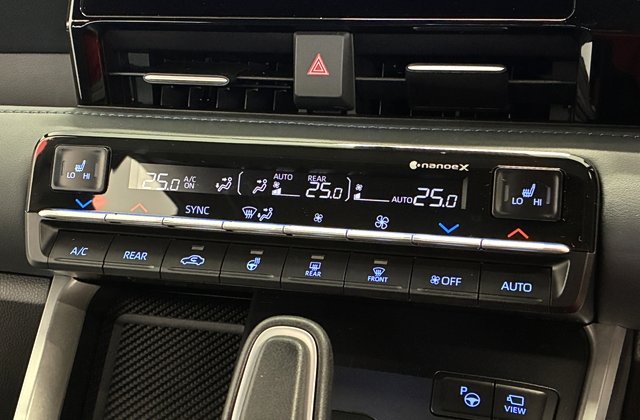 nanoeX
LO HI
25.0 A/C ON
AUTO REAR 25.0
AUTO 25.0
LO HI
SYNC
A/C REAR REAR FRONT OFF AUTO
P VIEW